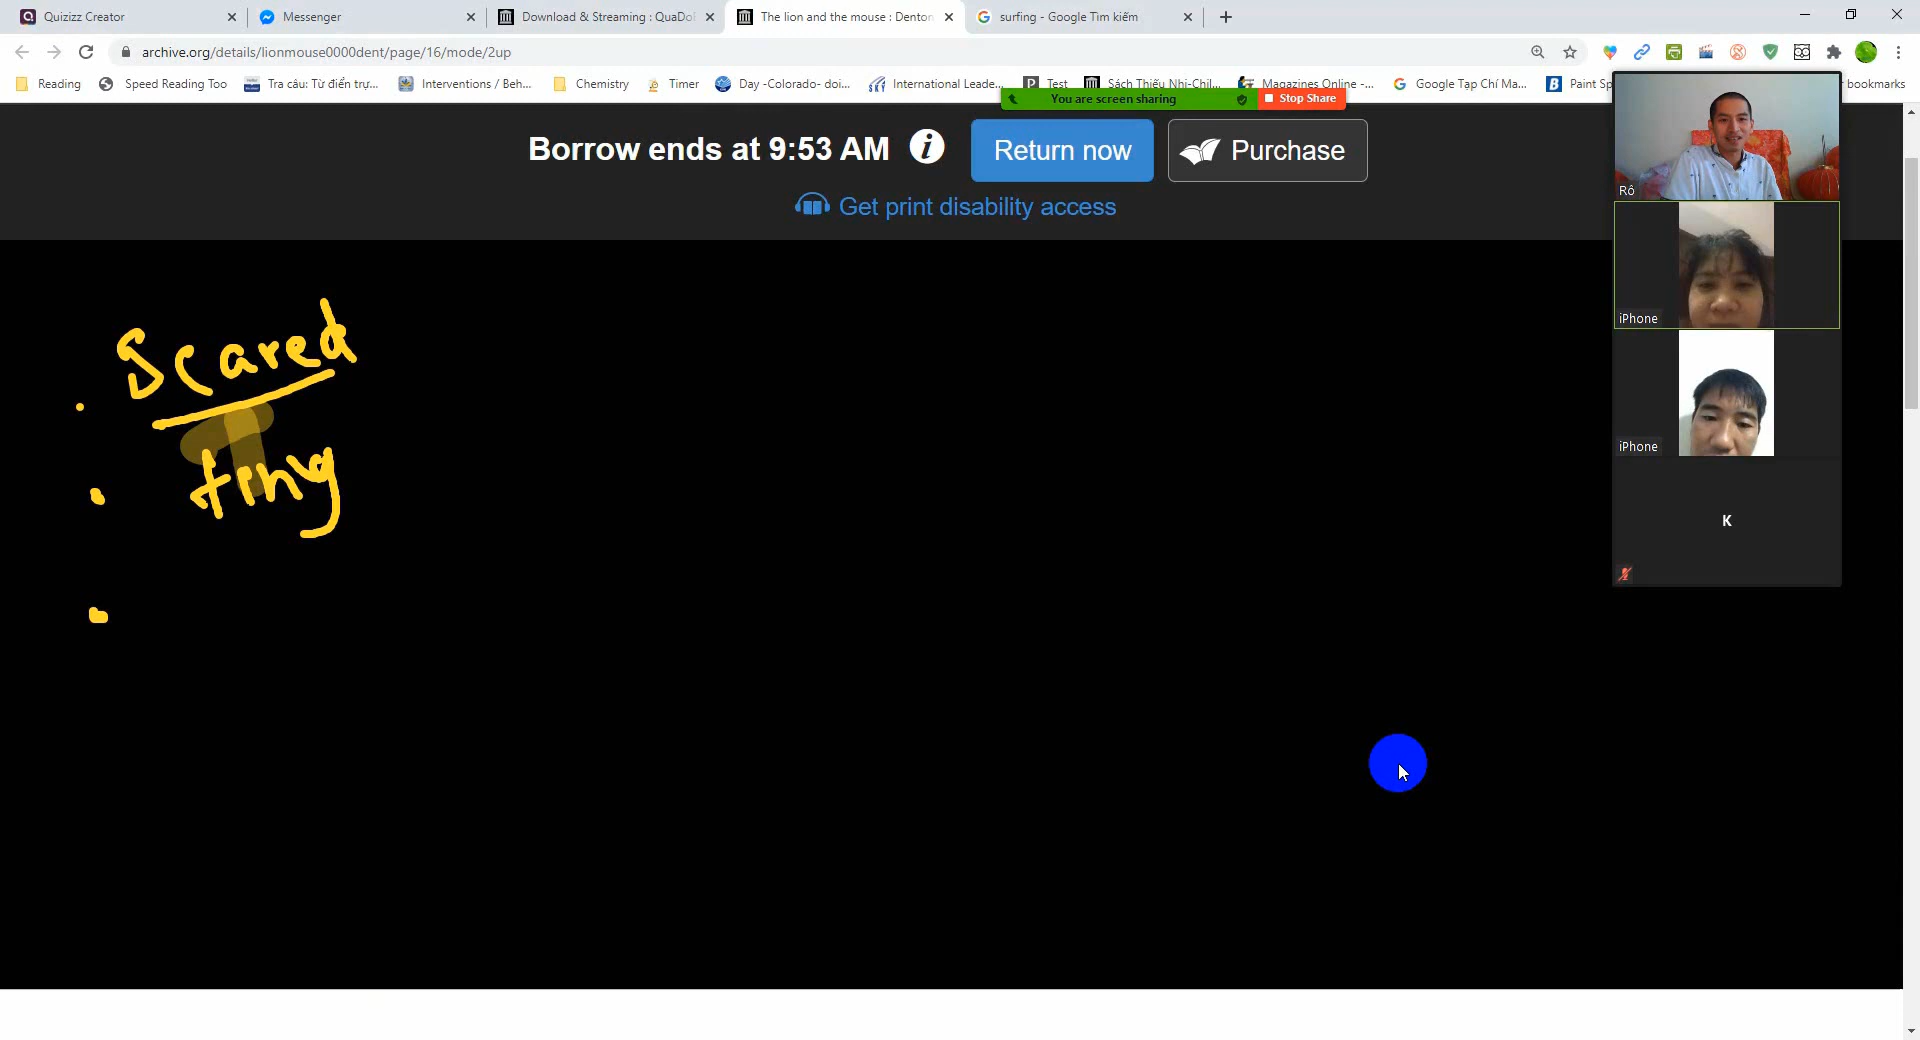 Quizizz Creator
Messenger
Download & Streaming : QuaDo
The lion and the mouse : Denton
surfing - Google Tìm kiếm
archive.org/details/lionmouse0000dent/page/16/mode/2up
Reading
Speed Reading Too
Tra câu: Từ điển trự...
Interventions / Beh...
Chemistry
Timer
Day -Colorado- doi...
International Leade...
Test
Sách Thiếu Nhi-Chil...
Magazines Online -...
Google Tạp Chí Ma...
Paint Sp
bookmarks
You are screen sharing
Stop Share
Borrow ends at 9:53 AM
Return now
Purchase
Get print disability access
Rô
iPhone
iPhone
K
Scared
tiny